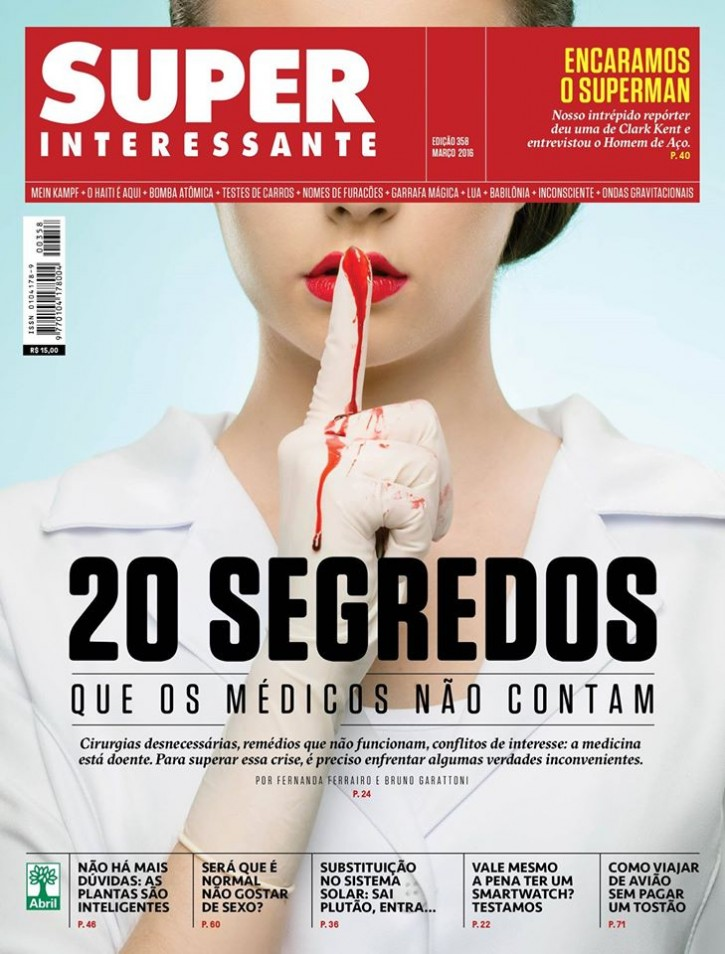 SUPER
INTERESSANTE
EDIÇÃO 358
MARÇO 2016
ENCARAMOS
O SUPERMAN
Nosso intrépido repórter
deu uma de Clark Kent e
entrevistou o Homem de Aço.
P. 40
MEIN KAMPF + O HAITI É AQUI + BOMBA ATÔMICA + TESTES DE CARROS + NOMES DE FURACÕES + GARRAFA MÁGICA + LUA + BABILÔNIA + INCONSCIENTE + ONDAS GRAVITACIONAIS
00358
ISSN 0104178-9
9 770104 178004
R$ 15,00
20 SEGREDOS
QUE OS MÉDICOS NÃO CONTAM
Cirurgias desnecessárias, remédios que não funcionam, conflitos de interesse: a medicina
está doente. Para superar essa crise, é preciso enfrentar algumas verdades inconvenientes.
POR FERNANDA FERRAIRO E BRUNO GARATTONI
P. 24
Abril
NÃO HÁ MAIS
DÚVIDAS: AS
PLANTAS SÃO
INTELIGENTES
P. 46
SERÁ QUE É
NORMAL
NÃO GOSTAR
DE SEXO?
P. 60
SUBSTITUIÇÃO
NO SISTEMA
SOLAR: SAI
PLUTÃO, ENTRA...
P. 36
VALE MESMO
A PENA TER UM
SMARTWATCH?
TESTAMOS
P. 22
COMO VIAJAR
DE AVIÃO
SEM PAGAR
UM TOSTÃO
P. 71